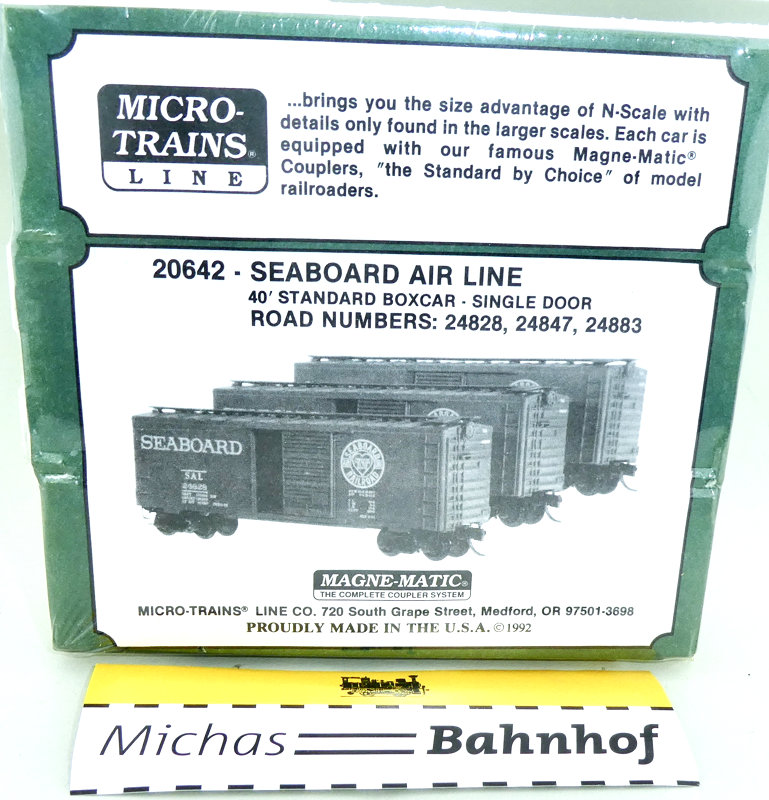 MICRO-
TRAINS®
LINE
...brings you the size advantage of N-Scale with
details only found in the larger scales. Each car is
equipped with our famous Magne-Matic®
Couplers, "the Standard by Choice" of model
railroaders.
20642 - SEABOARD AIR LINE
40' STANDARD BOXCAR - SINGLE DOOR
ROAD NUMBERS: 24828, 24847, 24883
SEABOARD
SAL
24828
SEABOARD
RAILROAD
MAGNE-MATIC®
THE COMPLETE COUPLER SYSTEM
MICRO-TRAINS® LINE CO. 720 South Grape Street, Medford, OR 97501-3698
PROUDLY MADE IN THE U.S.A. ©1992
Michas Bahnhof